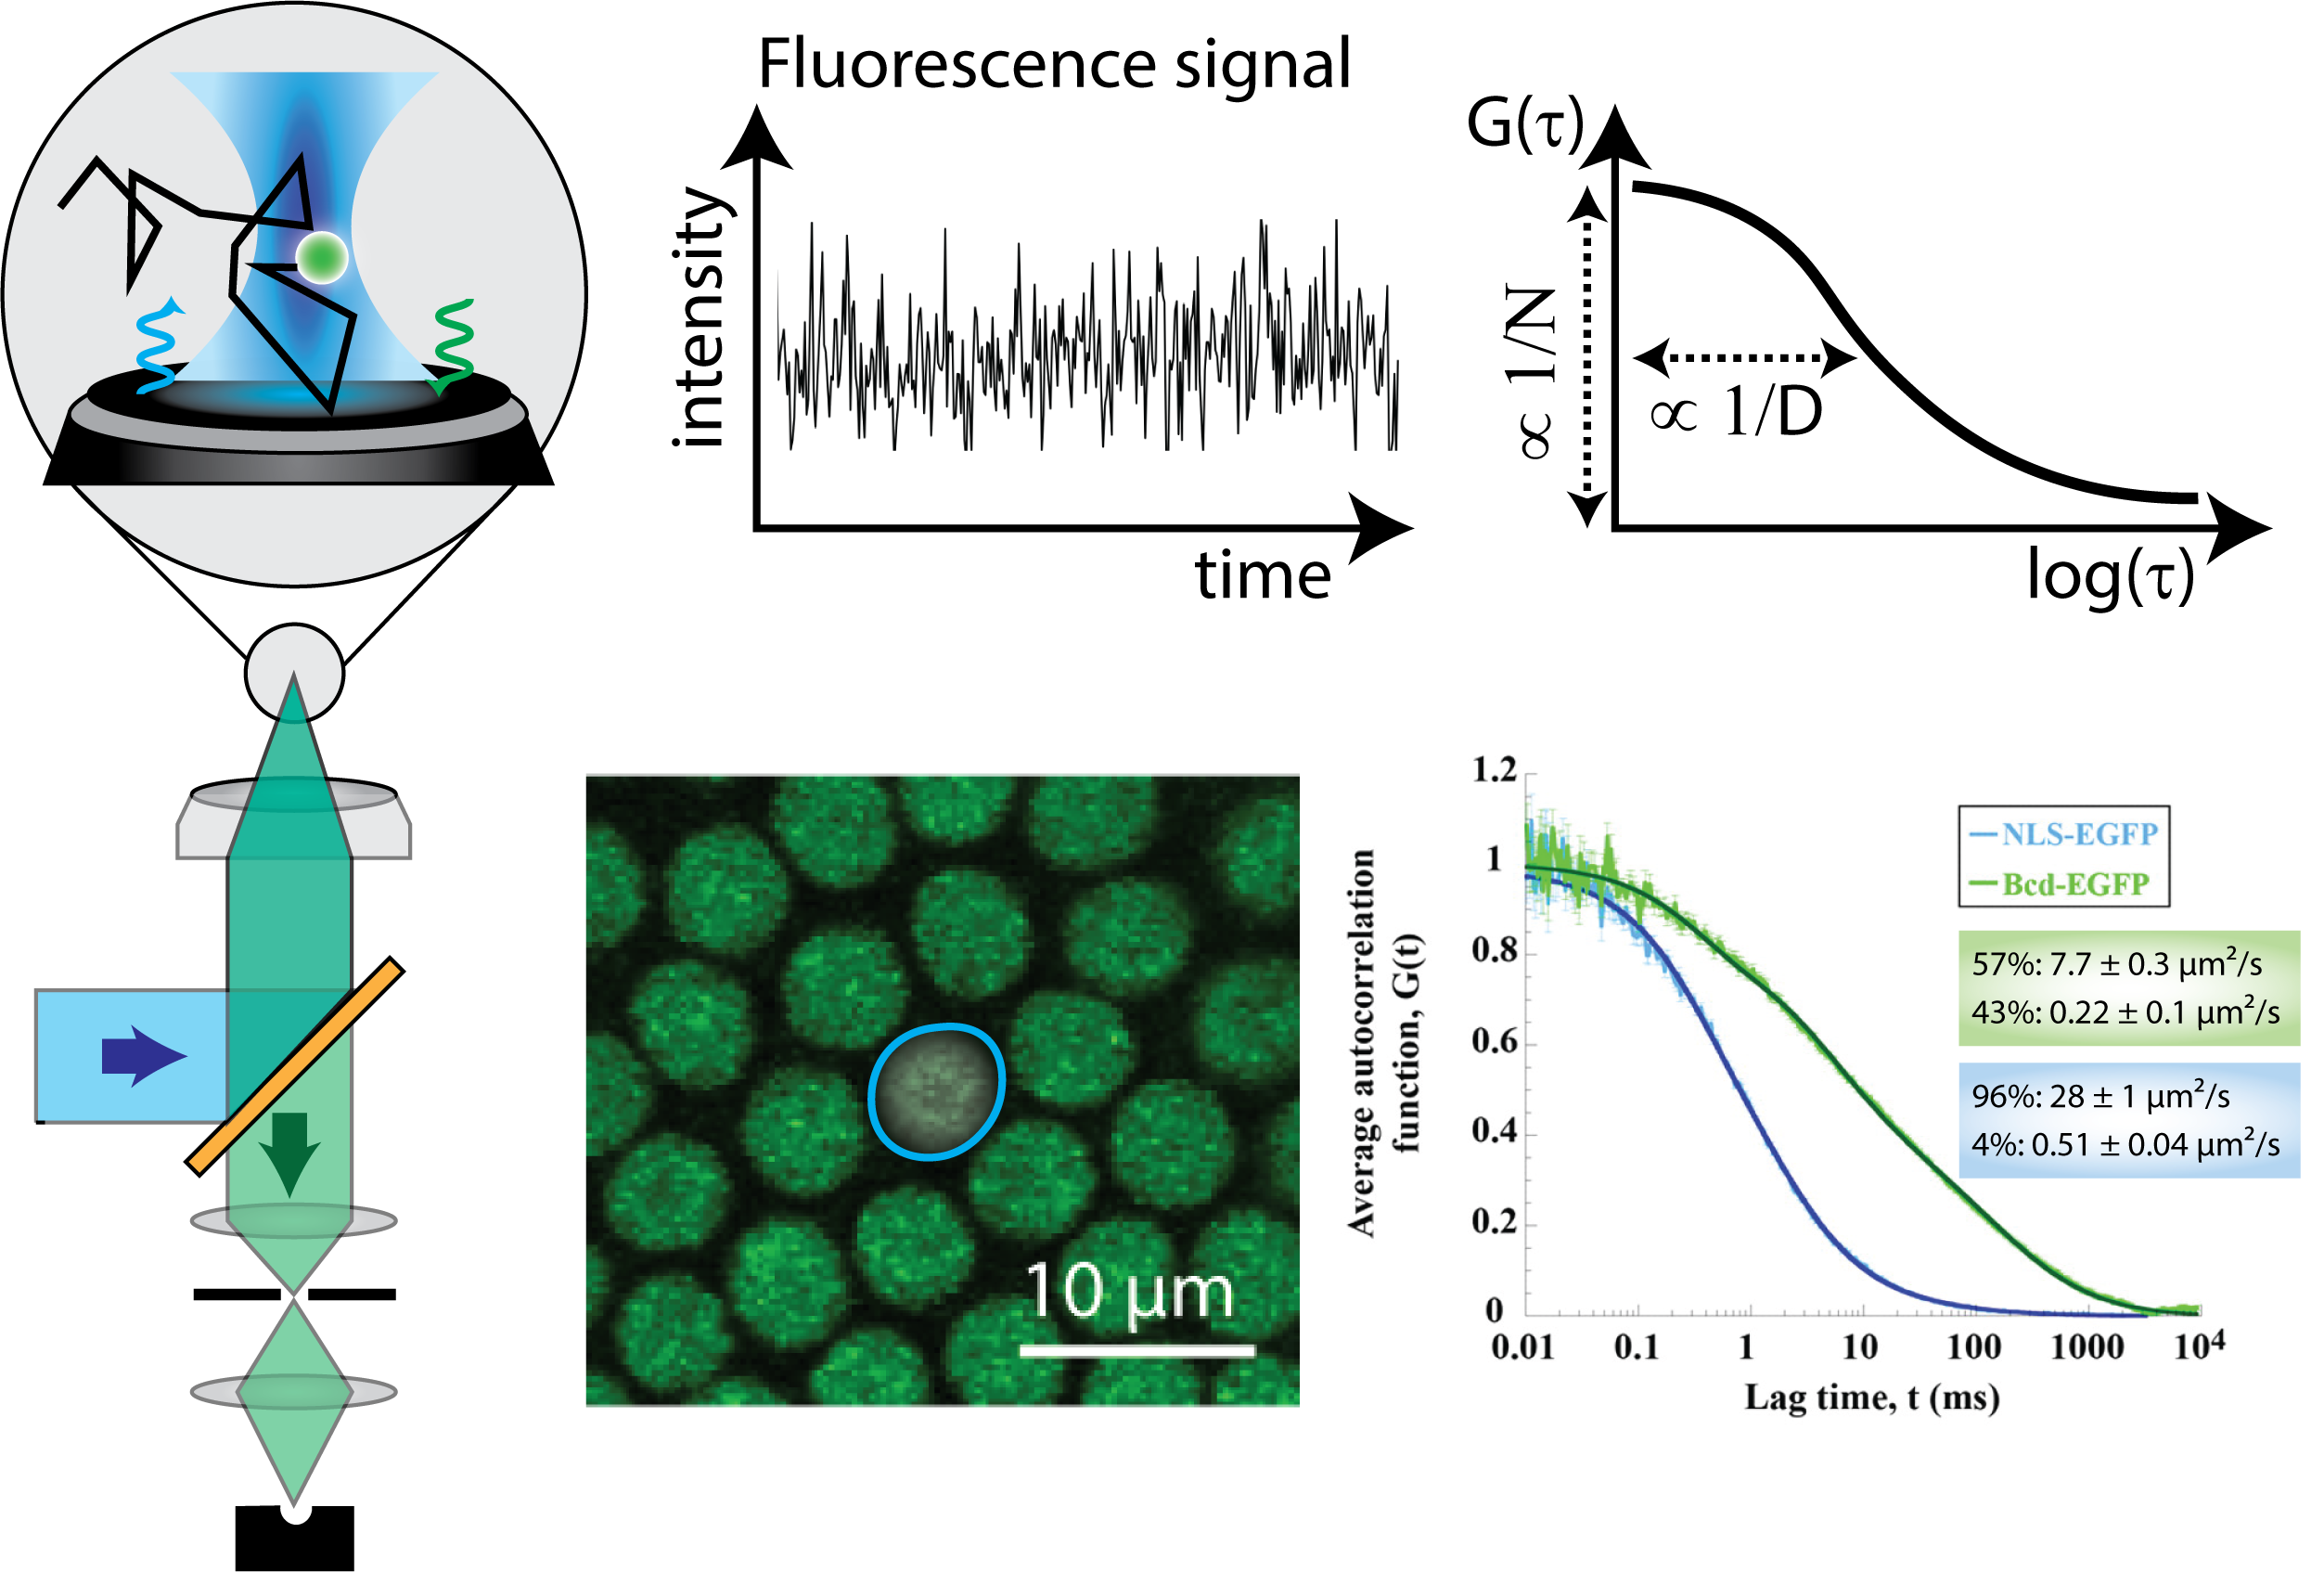 Fluorescence signal
intensity
time
G(τ)
∝ 1/N
∝ 1/D
log(τ)
10 μm
Average autocorrelation
function, G(t)
1.2
1
0.8
0.6
0.4
0.2
0
0.01 0.1 1 10 100 1000 10⁴
Lag time, t (ms)
NLS-EGFP
Bcd-EGFP
57%: 7.7 ± 0.3 μm²/s
43%: 0.22 ± 0.1 μm²/s
96%: 28 ± 1 μm²/s
4%: 0.51 ± 0.04 μm²/s